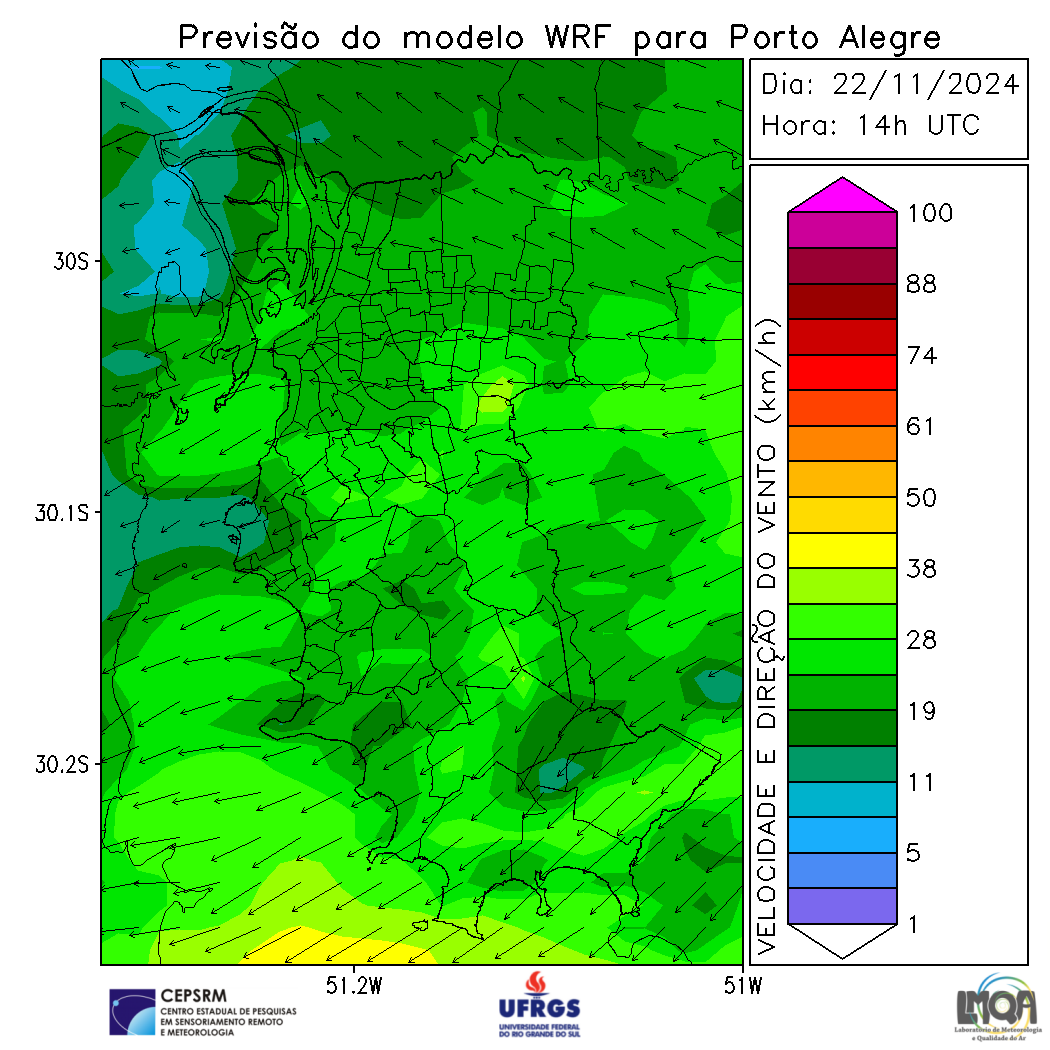 Previsão do modelo WRF para Porto Alegre
Dia: 22/11/2024
Hora: 14h UTC
30S
30.1S
30.2S
51.2W
51W
VELOCIDADE E DIREÇÃO DO VENTO (km/h)
100
88
74
61
50
38
28
19
11
5
1
CEPSRM
CENTRO ESTADUAL DE PESQUISAS
EM SENSORIAMENTO REMOTO
E METEOROLOGIA
UFRGS
UNIVERSIDADE FEDERAL
DO RIO GRANDE DO SUL
LMQA
Laboratório de Meteorologia
e Qualidade do Ar